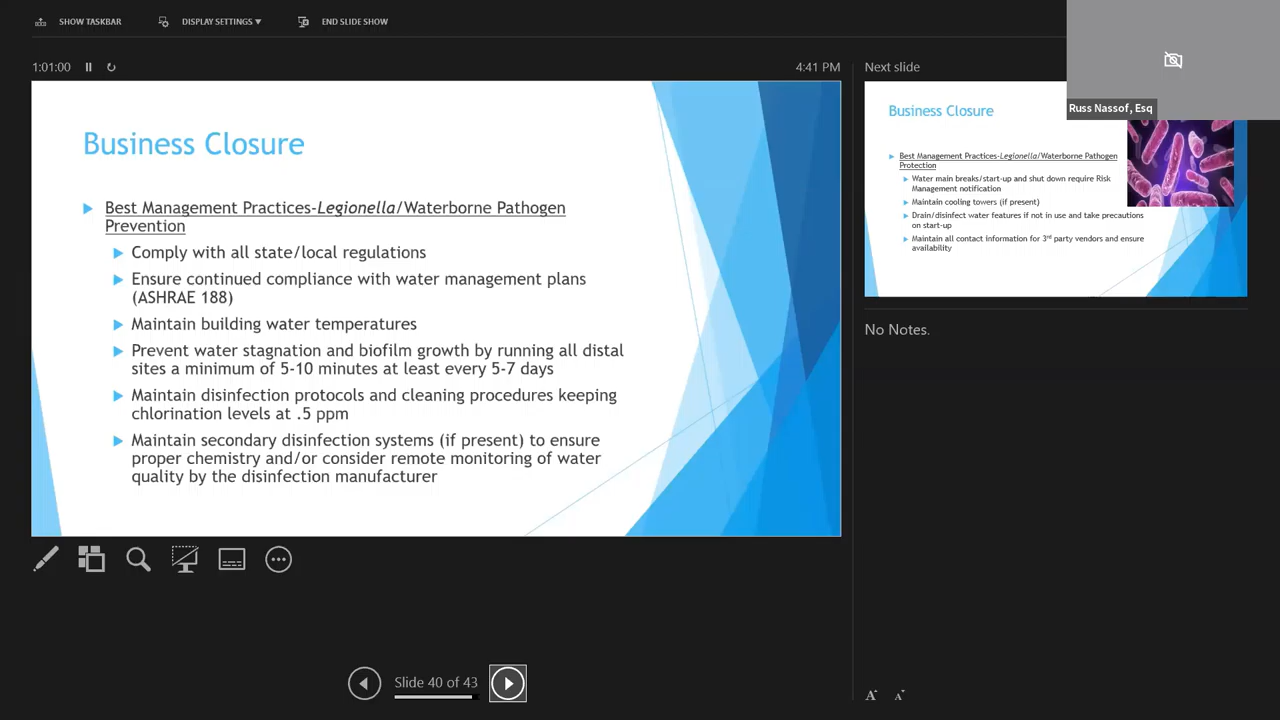 SHOW TASKBAR
DISPLAY SETTINGS
END SLIDE SHOW
1:01:00
4:41 PM
Business Closure
Best Management Practices-Legionella/Waterborne Pathogen
Prevention
Comply with all state/local regulations
Ensure continued compliance with water management plans
(ASHRAE 188)
Maintain building water temperatures
Prevent water stagnation and biofilm growth by running all distal
sites a minimum of 5-10 minutes at least every 5-7 days
Maintain disinfection protocols and cleaning procedures keeping
chlorination levels at .5 ppm
Maintain secondary disinfection systems (if present) to ensure
proper chemistry and/or consider remote monitoring of water
quality by the disinfection manufacturer
Slide 40 of 43
Next slide
Russ Nassof, Esq
Business Closure
Best Management Practices-Legionella/Waterborne Pathogen
Protection
Water main breaks/start-up and shut down require Risk
Management notification
Maintain cooling towers (if present)
Drain/disinfect water features if not in use and take precautions
on start-up
Maintain all contact information for 3rd party vendors and ensure
availability
No Notes.
A A